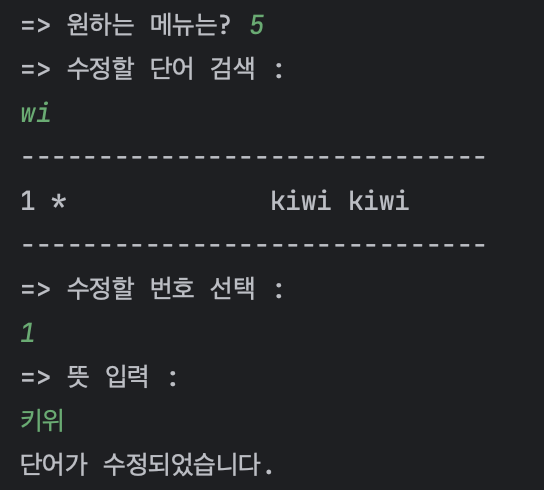 => 원하는 메뉴는? 5
=> 수정할 단어 검색 :
wi
------------------------------
1 *             kiwi kiwi
------------------------------
=> 수정할 번호 선택 :
1
=> 뜻 입력 :
키위
단어가 수정되었습니다.